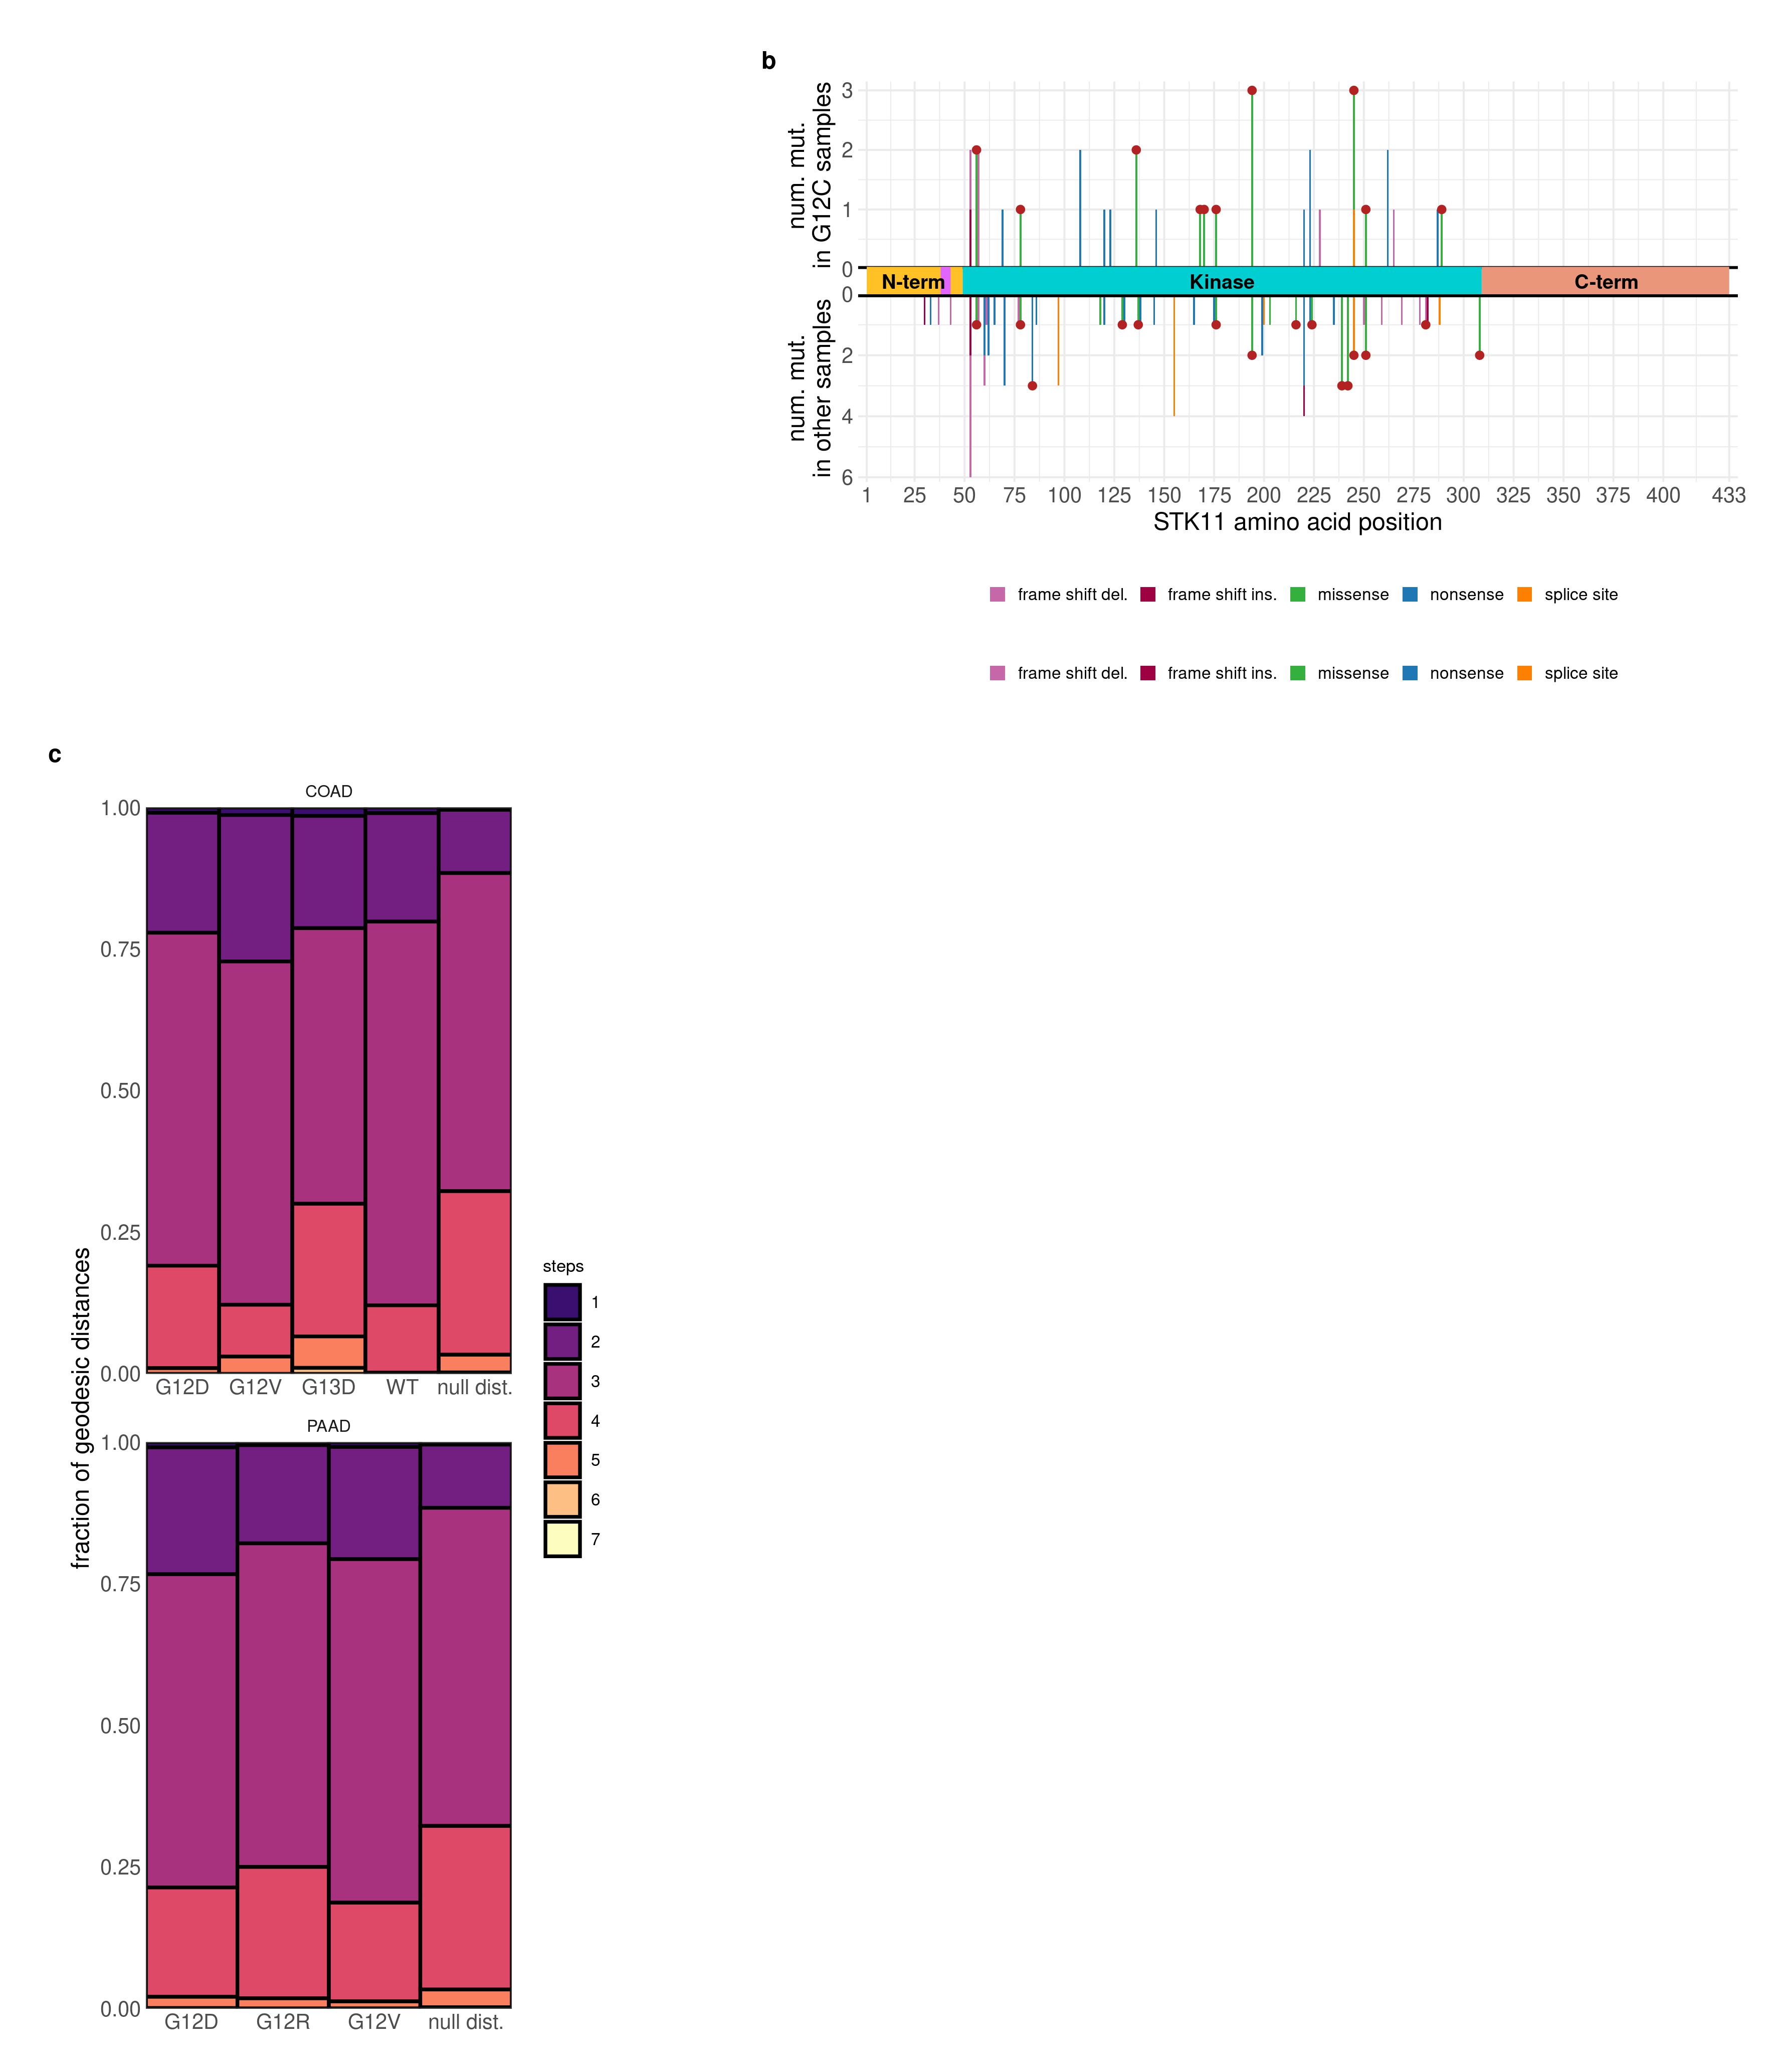 b
num. mut.
in G12C samples
3
2
1
0
N-term
Kinase
C-term
num. mut.
in other samples
0
2
4
6
1 25 50 75 100 125 150 175 200 225 250 275 300 325 350 375 400 433
STK11 amino acid position
frame shift del. frame shift ins. missense nonsense splice site
frame shift del. frame shift ins. missense nonsense splice site
c
fraction of geodesic distances
COAD
1.00
0.75
0.50
0.25
0.00
G12D G12V G13D WT null dist.
PAAD
1.00
0.75
0.50
0.25
0.00
G12D G12R G12V null dist.
steps
1
2
3
4
5
6
7